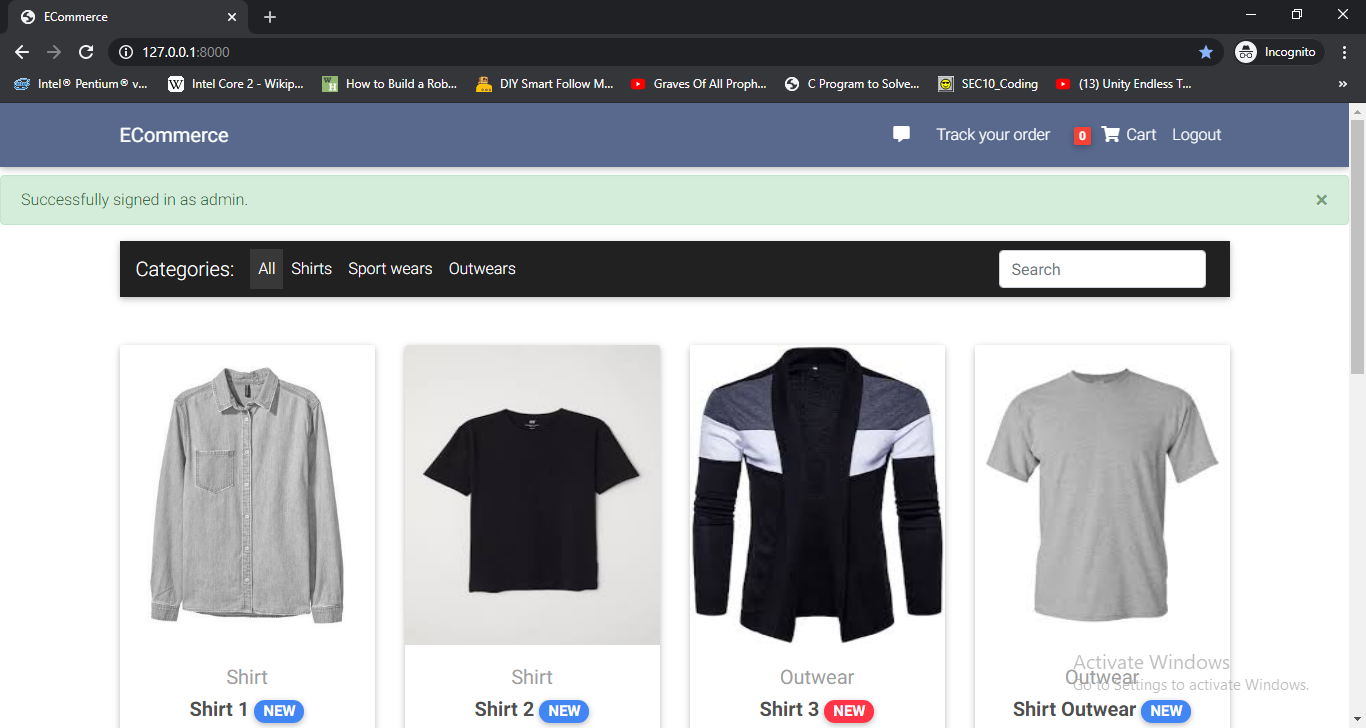 ECommerce
127.0.0.1:8000
Incognito
Intel® Pentium® v... Intel Core 2 - Wikip... How to Build a Rob... DIY Smart Follow M... Graves Of All Proph... C Program to Solve... SEC10_Coding (13) Unity Endless T... »
ECommerce Track your order 0 Cart Logout
Successfully signed in as admin. ×
Categories: All Shirts Sport wears Outwears Search
Shirt Shirt Outwear Outwear
Shirt 1 NEW Shirt 2 NEW Shirt 3 NEW Shirt Outwear NEW
Activate Windows
Go to Settings to activate Windows.